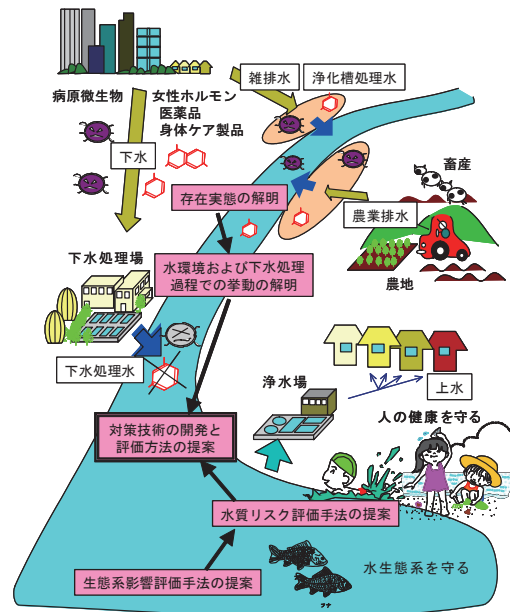 病原微生物
女性ホルモン
医薬品
身体ケア製品
雑排水
浄化槽処理水
下水
畜産
存在実態の解明
農業排水
農地
下水処理場
水環境および下水処理
過程での挙動の解明
下水処理水
浄水場
上水
人の健康を守る
対策技術の開発と
評価方法の提案
水質リスク評価手法の提案
水生態系を守る
生態系影響評価手法の提案
フナ